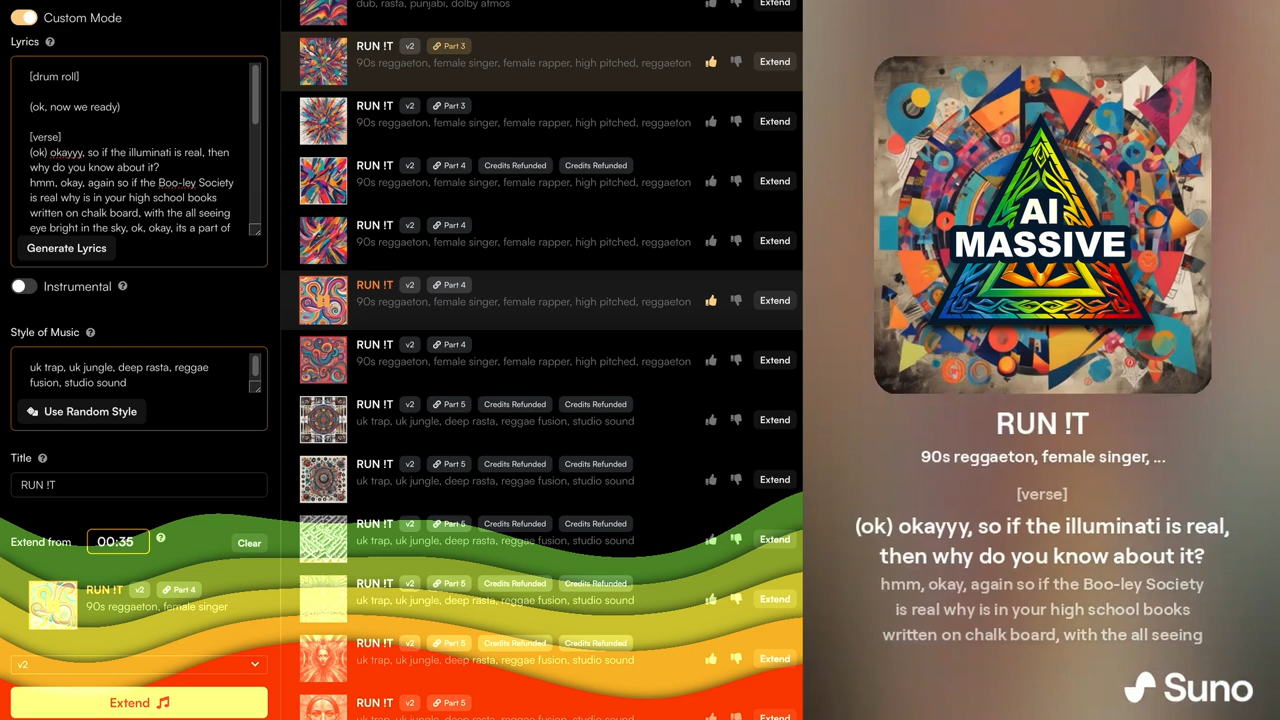 Custom Mode
Lyrics
[drum roll]
(ok, now we ready)
[verse]
(ok) okayyy, so if the illuminati is real, then
why do you know about it?
hmm, okay, again so if the Boo-ley Society
is real why is in your high school books
written on chalk board, with the all seeing
eye bright in the sky, ok, okay, its a part of
Generate Lyrics
Instrumental
Style of Music
uk trap, uk jungle, deep rasta, reggae
fusion, studio sound
Use Random Style
Title
RUN !T
Extend from 00:35 Clear
RUN !T v2 Part 4
90s reggaeton, female singer
v2
Extend
dub, rasta, punjabi, dolby atmos Extend
RUN !T v2 Part 3
90s reggaeton, female singer, female rapper, high pitched, reggaeton Extend
RUN !T v2 Part 3
90s reggaeton, female singer, female rapper, high pitched, reggaeton Extend
RUN !T v2 Part 4 Credits Refunded Credits Refunded
90s reggaeton, female singer, female rapper, high pitched, reggaeton Extend
RUN !T v2 Part 4
90s reggaeton, female singer, female rapper, high pitched, reggaeton Extend
RUN !T v2 Part 4
90s reggaeton, female singer, female rapper, high pitched, reggaeton Extend
RUN !T v2 Part 4
90s reggaeton, female singer, female rapper, high pitched, reggaeton Extend
RUN !T v2 Part 5 Credits Refunded Credits Refunded
uk trap, uk jungle, deep rasta, reggae fusion, studio sound Extend
RUN !T v2 Part 5 Credits Refunded Credits Refunded
uk trap, uk jungle, deep rasta, reggae fusion, studio sound Extend
RUN !T v2 Part 5 Credits Refunded Credits Refunded
uk trap, uk jungle, deep rasta, reggae fusion, studio sound Extend
RUN !T v2 Part 5 Credits Refunded Credits Refunded
uk trap, uk jungle, deep rasta, reggae fusion, studio sound Extend
RUN !T v2 Part 5 Credits Refunded Credits Refunded
uk trap, uk jungle, deep rasta, reggae fusion, studio sound Extend
RUN !T v2 Part 5
uk trap, uk jungle, deep rasta, reggae fusion, studio sound Extend
AI
MASSIVE
RUN !T
90s reggaeton, female singer, ...
[verse]
(ok) okayyy, so if the illuminati is real,
then why do you know about it?
hmm, okay, again so if the Boo-ley Society
is real why is in your high school books
written on chalk board, with the all seeing
Suno